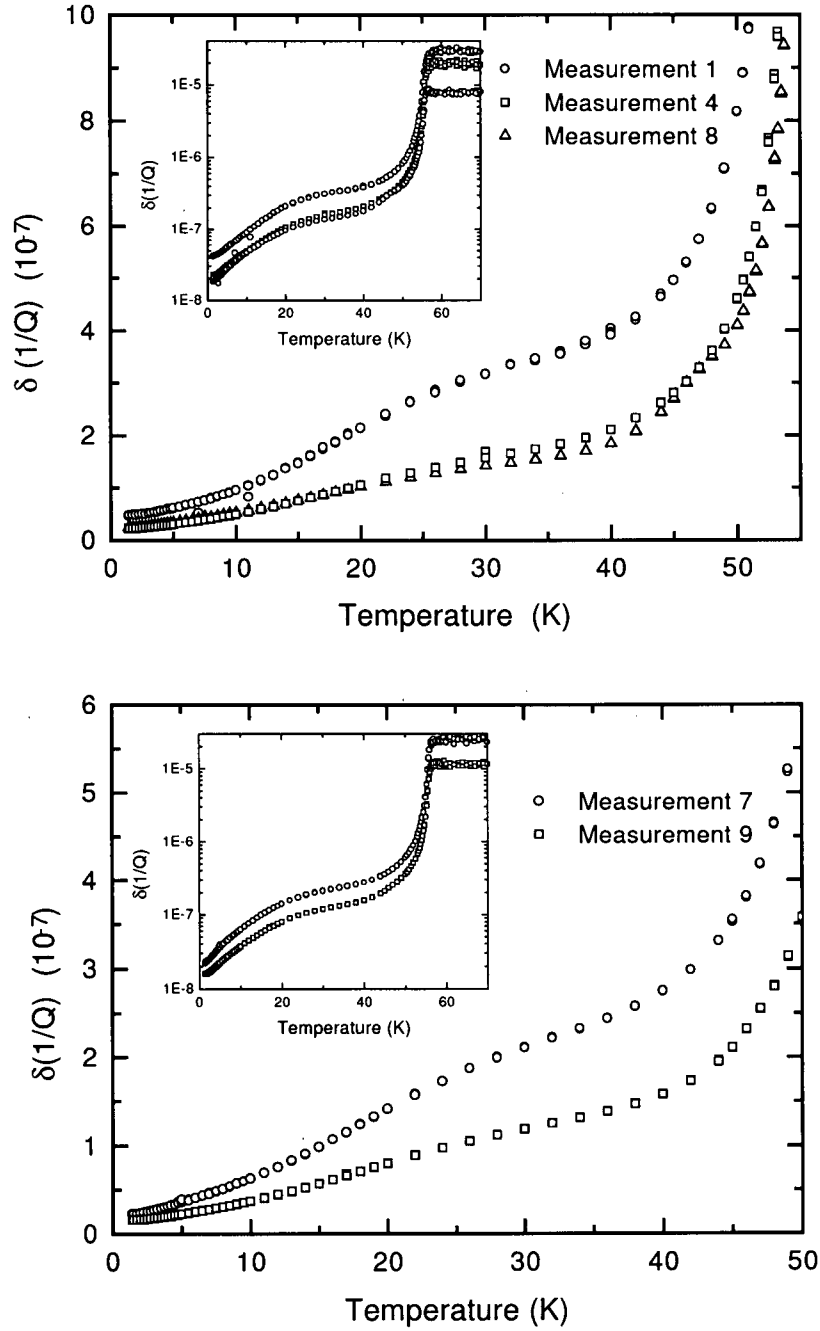 10
8
6
4
2
0
δ (1/Q) (10-7)
1E-5
1E-6
1E-7
1E-8
δ(1/Q)
0 20 40 60
Temperature (K)
Measurement 1
Measurement 4
Measurement 8
0 10 20 30 40 50
Temperature (K)
6
5
4
3
2
1
0
δ(1/Q) (10-7)
1E-5
1E-6
1E-7
1E-8
δ(1/Q)
0 20 40 60
Temperature (K)
Measurement 7
Measurement 9
0 10 20 30 40 50
Temperature (K)